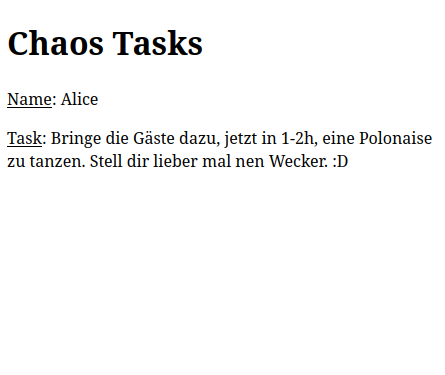 Chaos Tasks
Name: Alice
Task: Bringe die Gäste dazu, jetzt in 1-2h, eine Polonaise
zu tanzen. Stell dir lieber mal nen Wecker. :D